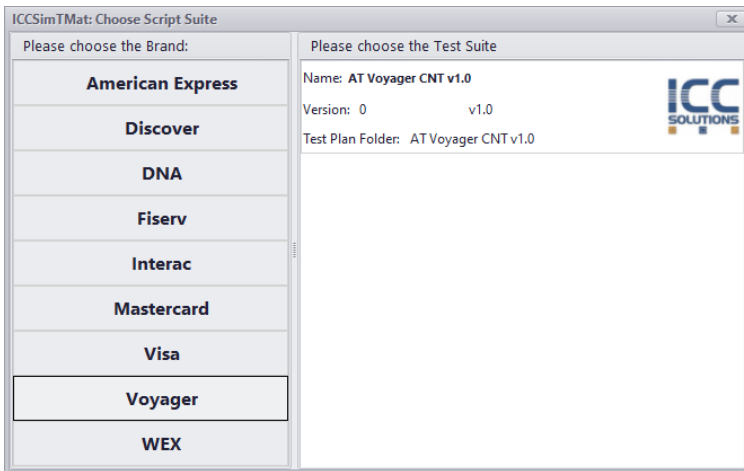 ICCSimTMat: Choose Script Suite
Please choose the Brand:
American Express
Discover
DNA
Fiserv
Interac
Mastercard
Visa
Voyager
WEX
Please choose the Test Suite
Name: AT Voyager CNT v1.0
Version: 0 v1.0
Test Plan Folder: AT Voyager CNT v1.0
ICC
SOLUTIONS